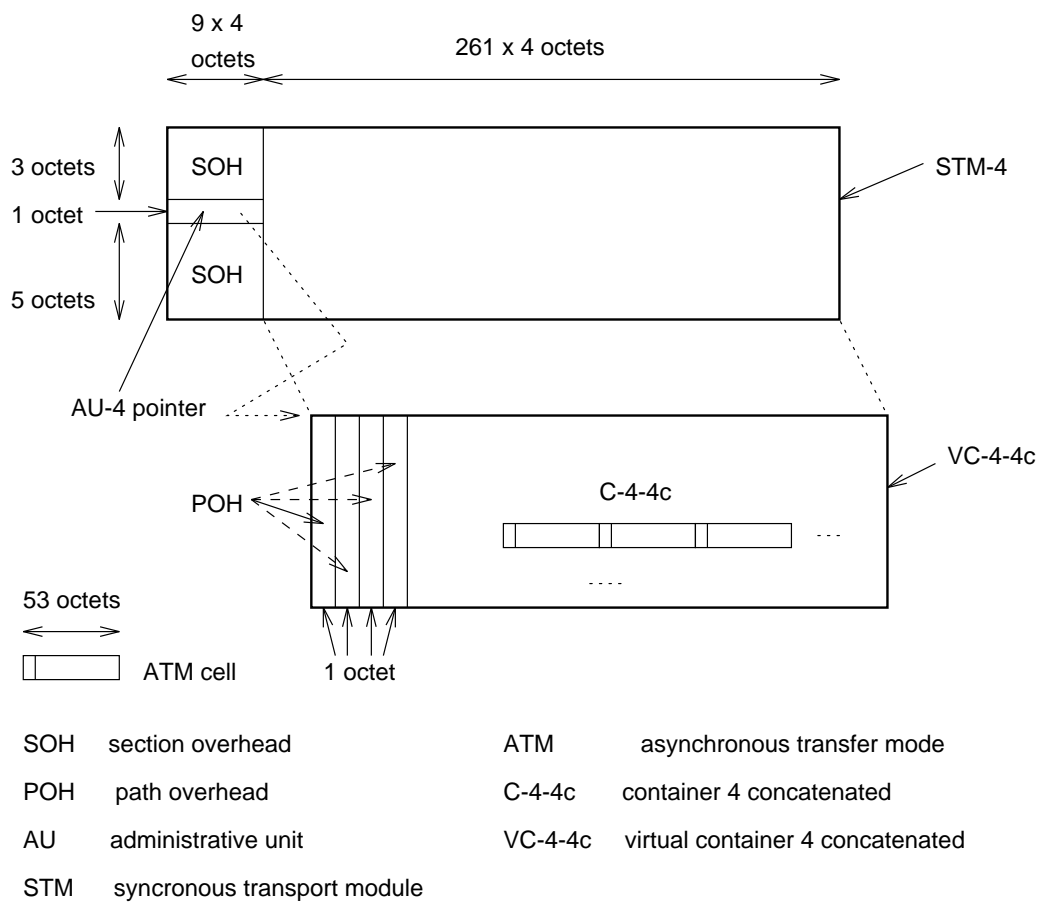 9 x 4
octets
261 x 4 octets
3 octets
SOH
STM-4
1 octet
SOH
5 octets
AU-4 pointer
VC-4-4c
C-4-4c
POH
53 octets
ATM cell
1 octet
SOH section overhead
ATM asynchronous transfer mode
POH path overhead
C-4-4c container 4 concatenated
AU administrative unit
VC-4-4c virtual container 4 concatenated
STM syncronous transport module